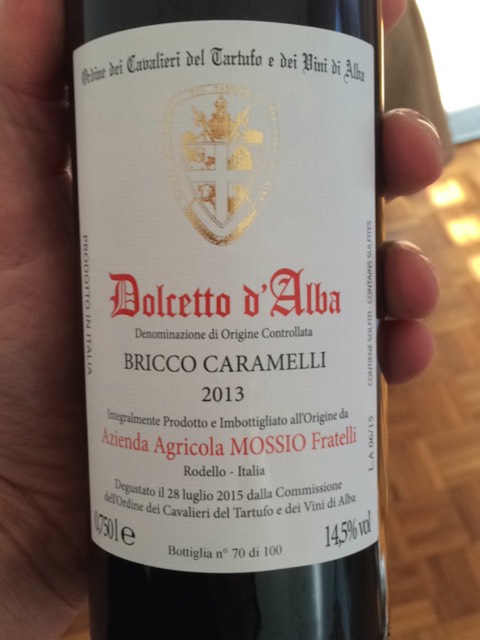 Ordine dei Cavalieri del Tartufo e dei Vini di Alba
Dolcetto d'Alba
Denominazione di Origine Controllata
BRICCO CARAMELLI
2013
Integralmente Prodotto e Imbottigliato all'Origine da
Azienda Agricola MOSSIO Fratelli
Rodello - Italia
Degustato il 28 luglio 2015 dalla Commissione
dell'Ordine dei Cavalieri del Tartufo e dei Vini di Alba
0,750 l e
14,5% vol
Bottiglia n° 70 di 100
PRODOTTO IN ITALIA
L.A 06/15 CONTIENE SOLFITI - CONTAINS SULFITES